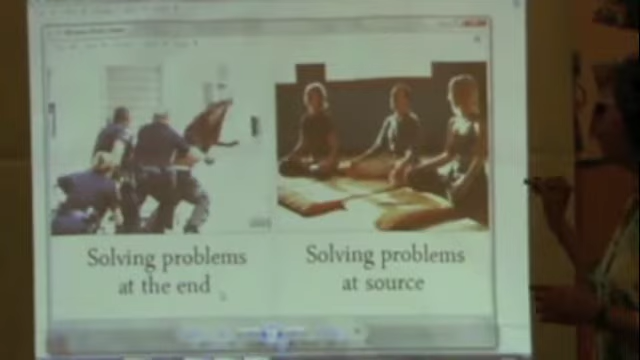 Solving problems
at the end
Solving problems
at source